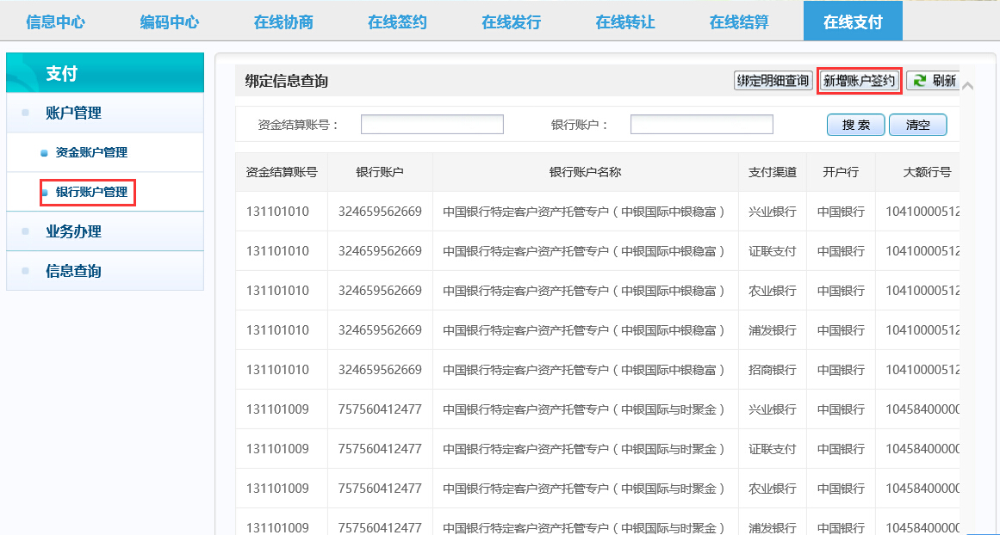 信息中心 编码中心 在线协商 在线签约 在线发行 在线转让 在线结算 在线支付
支付
账户管理
资金账户管理
银行账户管理
业务办理
信息查询
绑定信息查询 绑定明细查询 新增账户签约 刷新
资金结算账号： 银行账户： 搜 索 清空
资金结算账号 银行账户 银行账户名称 支付渠道 开户行 大额行号
131101010 324659562669 中国银行特定客户资产托管专户（中银国际中银稳富） 兴业银行 中国银行 10410000512
131101010 324659562669 中国银行特定客户资产托管专户（中银国际中银稳富） 证联支付 中国银行 10410000512
131101010 324659562669 中国银行特定客户资产托管专户（中银国际中银稳富） 农业银行 中国银行 10410000512
131101010 324659562669 中国银行特定客户资产托管专户（中银国际中银稳富） 浦发银行 中国银行 10410000512
131101010 324659562669 中国银行特定客户资产托管专户（中银国际中银稳富） 招商银行 中国银行 10410000512
131101009 757560412477 中国银行特定客户资产托管专户（中银国际与时聚金） 兴业银行 中国银行 10458400000
131101009 757560412477 中国银行特定客户资产托管专户（中银国际与时聚金） 证联支付 中国银行 10458400000
131101009 757560412477 中国银行特定客户资产托管专户（中银国际与时聚金） 农业银行 中国银行 10458400000
131101009 757560412477 中国银行特定客户资产托管专户（中银国际与时聚金） 浦发银行 中国银行 10458400000